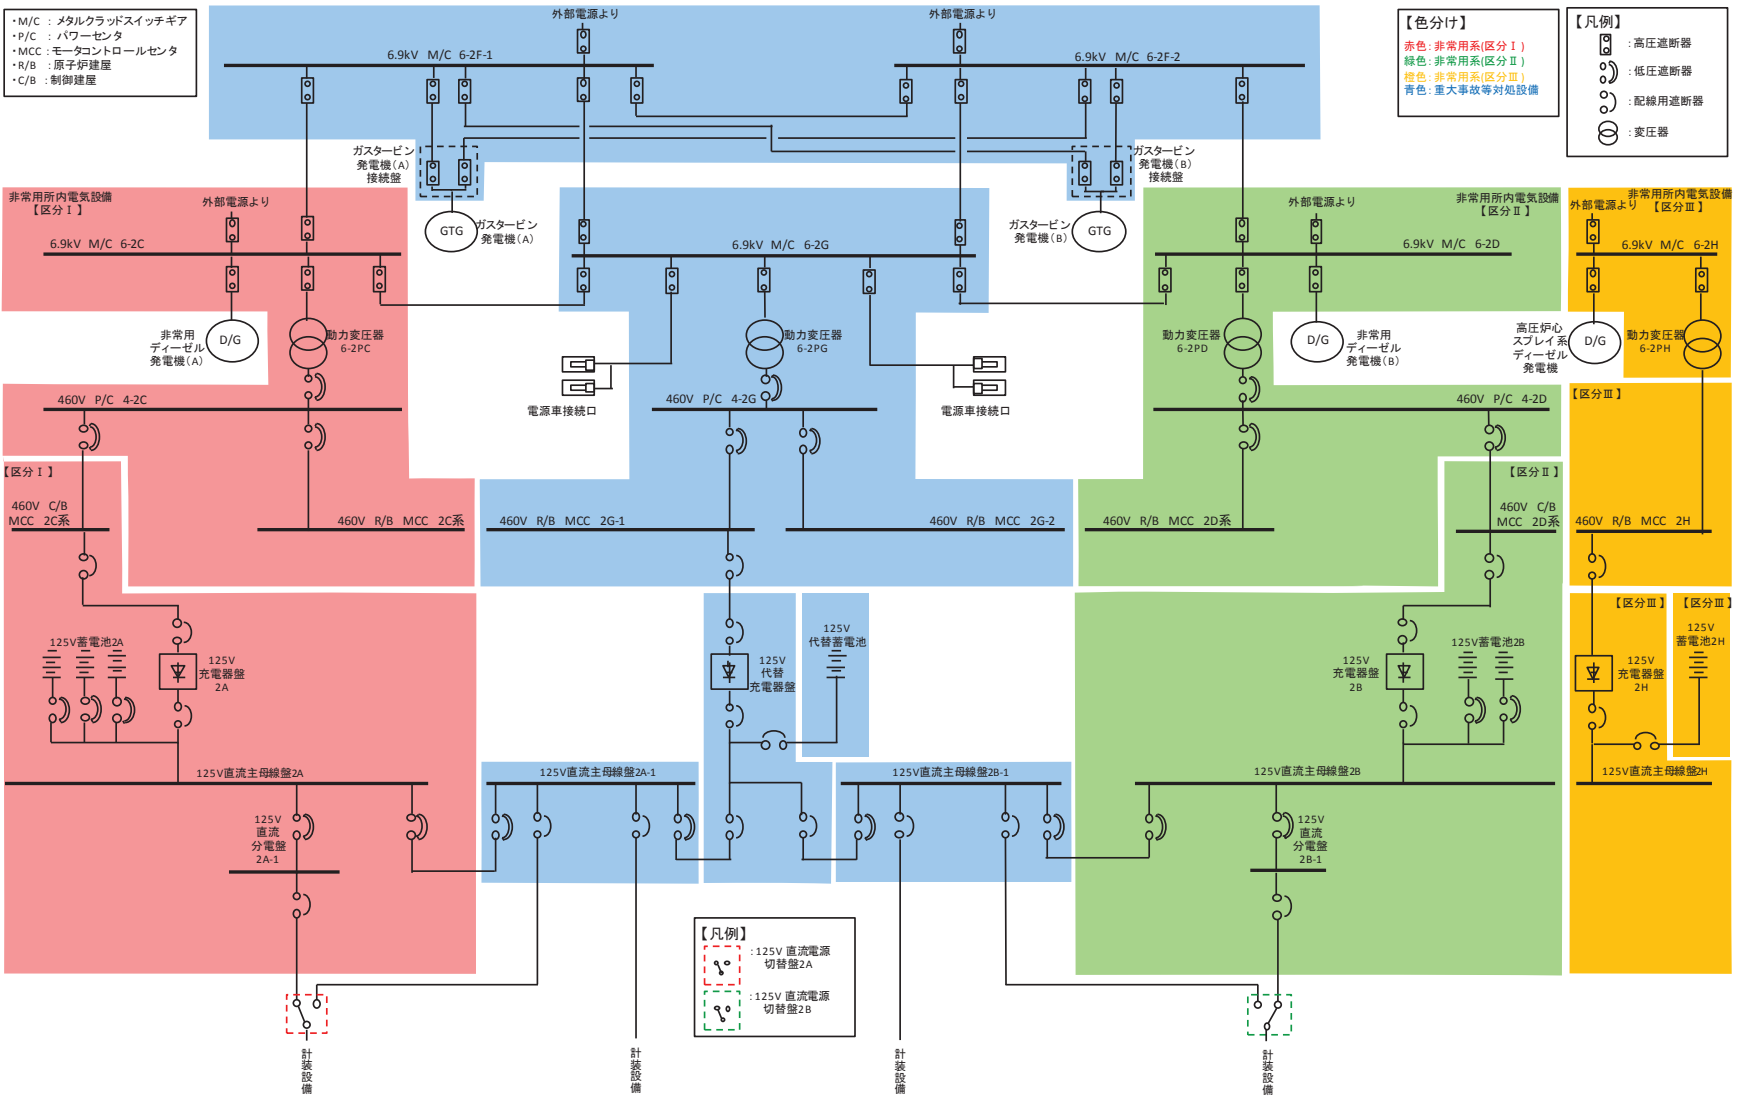 ・M/C ： メタルクラッドスイッチギア
・P/C ： パワーセンタ
・MCC ： モータコントロールセンタ
・R/B ： 原子炉建屋
・C/B ： 制御建屋
外部電源より
外部電源より
【色分け】
赤色：非常用系(区分Ⅰ)
緑色：非常用系(区分Ⅱ)
橙色：非常用系(区分Ⅲ)
青色：重大事故等対処設備
【凡例】
：高圧遮断器
：低圧遮断器
：配線用遮断器
：変圧器
6.9kV M/C 6-2F-1
6.9kV M/C 6-2F-2
ガスタービン
発電機(A)
接続盤
ガスタービン
発電機(B)
接続盤
非常用所内電気設備
【区分Ⅰ】
外部電源より
GTG
ガスタービン
発電機(A)
ガスタービン
発電機(B)
GTG
外部電源より
非常用所内電気設備
【区分Ⅱ】
非常用所内電気設備
【区分Ⅲ】
外部電源より
6.9kV M/C 6-2C
6.9kV M/C 6-2G
6.9kV M/C 6-2D
6.9kV M/C 6-2H
非常用
ディーゼル
発電機(A)
D/G
動力変圧器
6-2PC
動力変圧器
6-2PG
動力変圧器
6-2PD
D/G
非常用
ディーゼル
発電機(B)
高圧炉心
スプレイ系
ディーゼル
発電機
D/G
動力変圧器
6-2PH
電源車接続口
電源車接続口
460V P/C 4-2C
460V P/C 4-2G
460V P/C 4-2D
【区分Ⅲ】
【区分Ⅰ】
【区分Ⅱ】
460V C/B
MCC 2C系
460V R/B MCC 2C系
460V R/B MCC 2G-1
460V R/B MCC 2G-2
460V R/B MCC 2D系
460V C/B
MCC 2D系
460V R/B MCC 2H
【区分Ⅲ】
【区分Ⅲ】
125V蓄電池2A
125V
充電器盤
2A
125V
代替
充電器盤
125V
代替蓄電池
125V
充電器盤
2B
125V蓄電池2B
125V
充電器盤
2H
125V
蓄電池2H
125V直流主母線盤2A
125V直流主母線盤2A-1
125V直流主母線盤2B-1
125V直流主母線盤2B
125V直流主母線盤2H
125V
直流
分電盤
2A-1
125V
直流
分電盤
2B-1
【凡例】
：125V 直流電源
切替盤2A
：125V 直流電源
切替盤2B
計装設備
計装設備
計装設備
計装設備